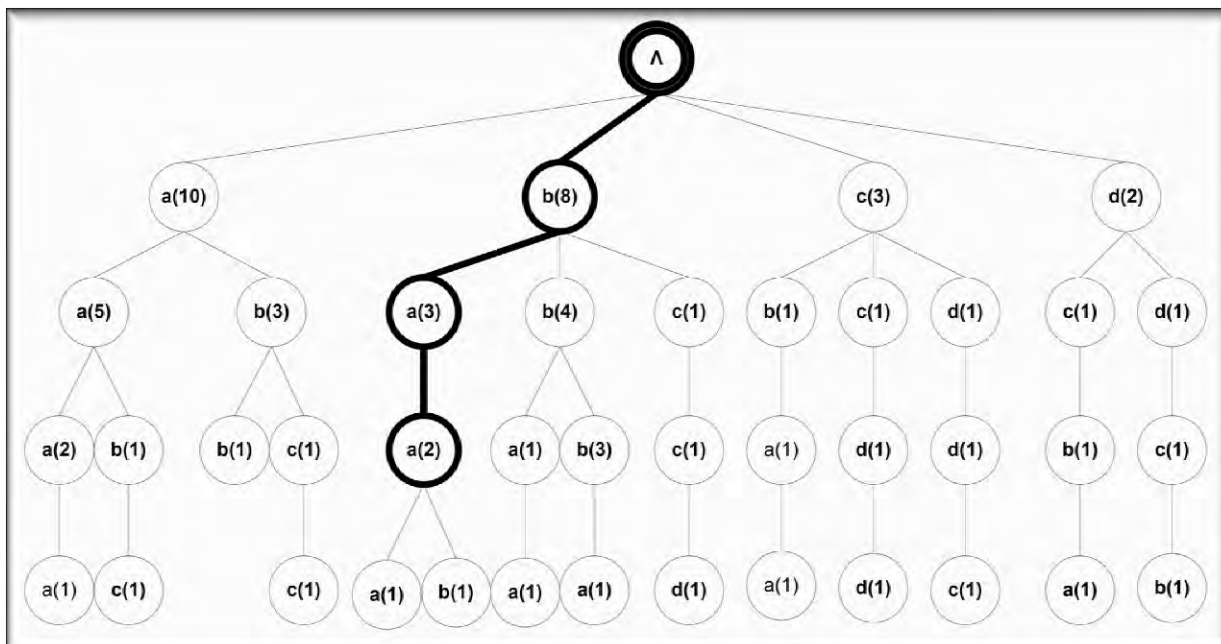 Λ
a(10) b(8) c(3) d(2)
a(5) b(3) a(3) b(4) c(1) b(1) c(1) d(1) c(1) d(1)
a(2) b(1) b(1) c(1) a(2) a(1) b(3) c(1) a(1) d(1) d(1) b(1) c(1)
a(1) c(1) c(1) a(1) b(1) a(1) a(1) d(1) a(1) d(1) c(1) a(1) b(1)